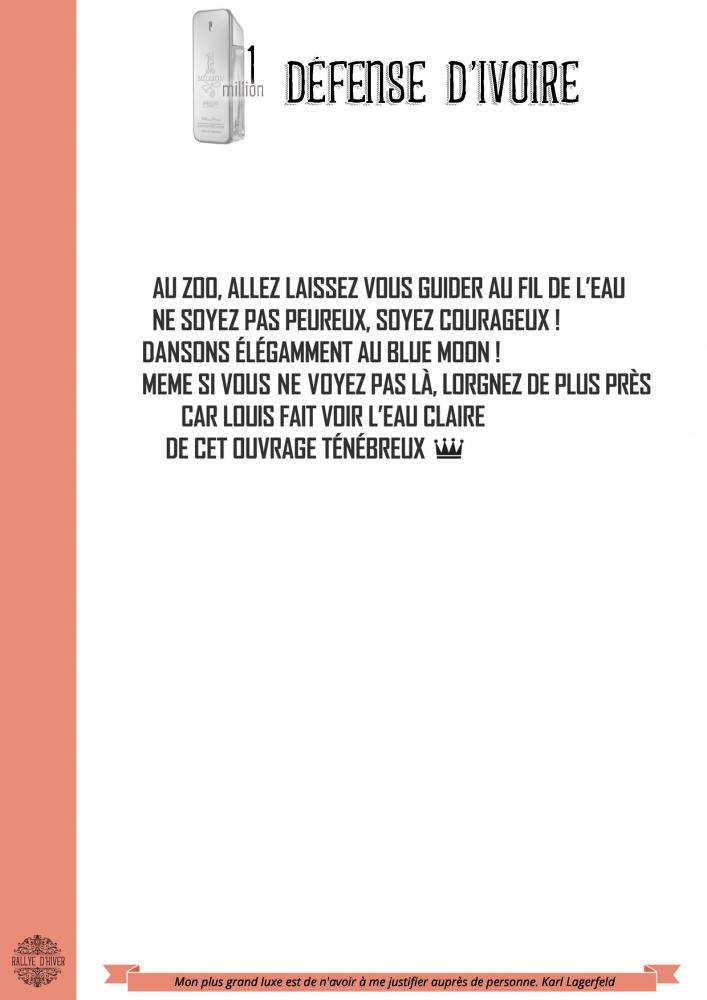 1
million
MILLION
DÉFENSE D'IVOIRE
AU ZOO, ALLEZ LAISSEZ VOUS GUIDER AU FIL DE L'EAU
NE SOYEZ PAS PEUREUX, SOYEZ COURAGEUX !
DANSONS ÉLÉGAMMENT AU BLUE MOON !
MEME SI VOUS NE VOYEZ PAS LÀ, LORGNEZ DE PLUS PRÈS
CAR LOUIS FAIT VOIR L'EAU CLAIRE
DE CET OUVRAGE TÉNÉBREUX
RALLYE D'HIVER
Mon plus grand luxe est de n'avoir à me justifier auprès de personne. Karl Lagerfeld